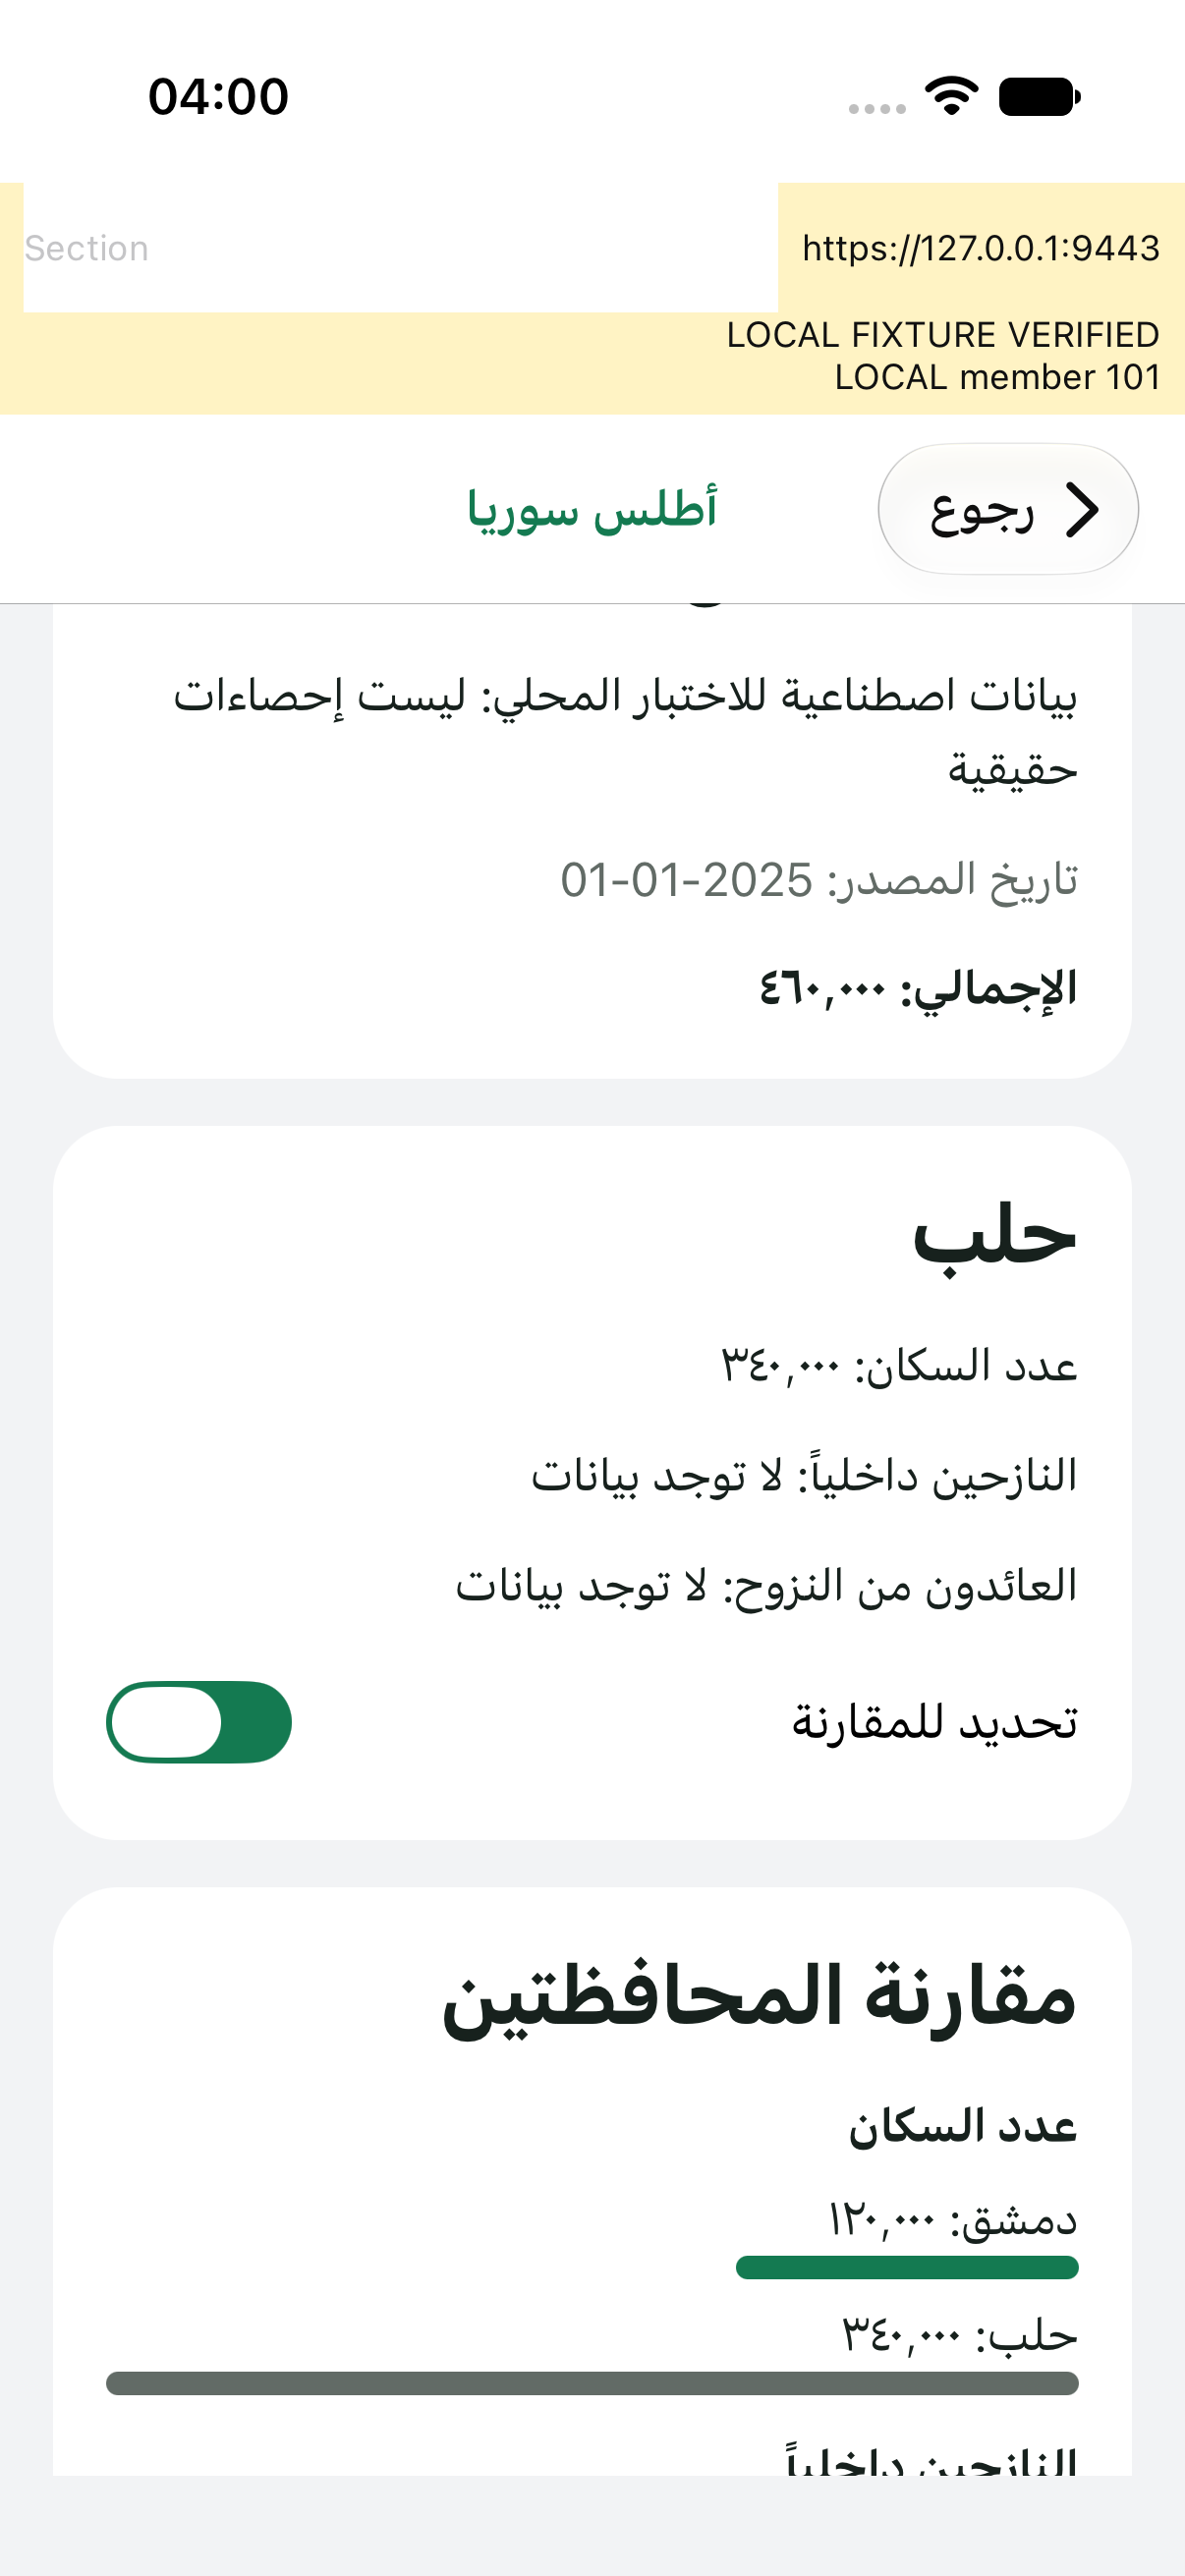 04:00
Section
https://127.0.0.1:9443
LOCAL FIXTURE VERIFIED
LOCAL member 101
رجوع
أطلس سوريا
بيانات اصطناعية للاختبار المحلي: ليست إحصاءات
حقيقية
تاريخ المصدر: 2025-01-01
الإجمالي: ٤٦٠,٠٠٠
حلب
عدد السكان: ٣٤٠,٠٠٠
النازحين داخلياً: لا توجد بيانات
العائدون من النزوح: لا توجد بيانات
تحديد للمقارنة
مقارنة المحافظتين
عدد السكان
دمشق: ١٢٠,٠٠٠
حلب: ٣٤٠,٠٠٠
النازحين داخلياً